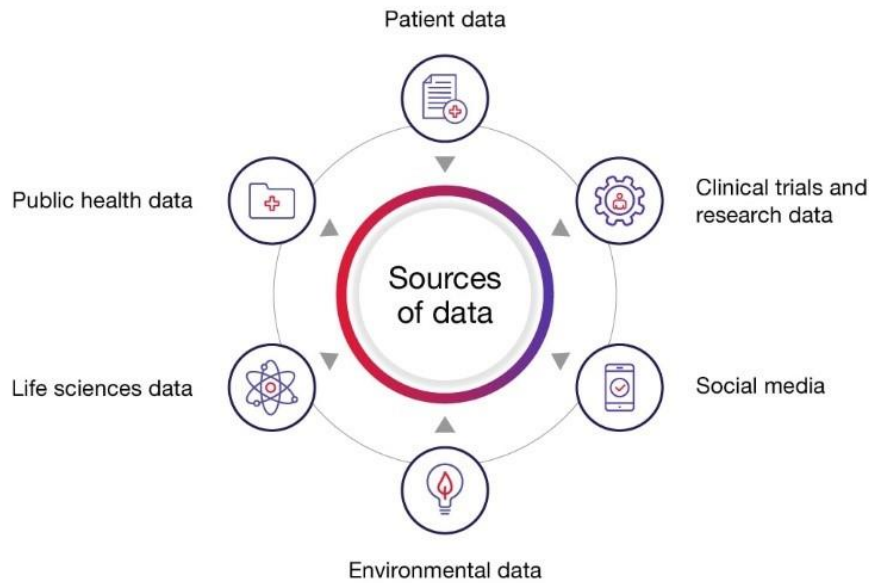 Patient data
Public health data
Clinical trials and
research data
Sources
of data
Life sciences data
Social media
Environmental data